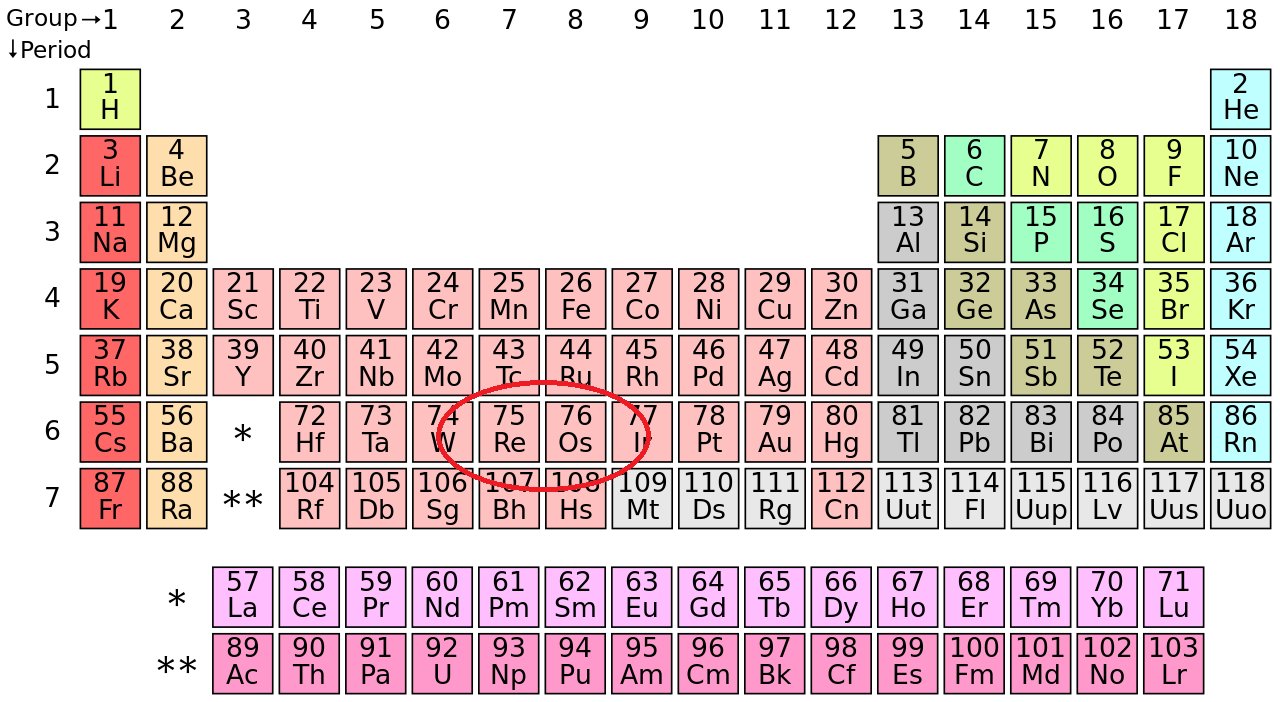 Group→ 1 2 3 4 5 6 7 8 9 10 11 12 13 14 15 16 17 18
↓Period
1 1 2
H He
2 3 4 5 6 7 8 9 10
Li Be B C N O F Ne
3 11 12 13 14 15 16 17 18
Na Mg Al Si P S Cl Ar
4 19 20 21 22 23 24 25 26 27 28 29 30 31 32 33 34 35 36
K Ca Sc Ti V Cr Mn Fe Co Ni Cu Zn Ga Ge As Se Br Kr
5 37 38 39 40 41 42 43 44 45 46 47 48 49 50 51 52 53 54
Rb Sr Y Zr Nb Mo Tc Ru Rh Pd Ag Cd In Sn Sb Te I Xe
6 55 56 * 72 73 74 75 76 77 78 79 80 81 82 83 84 85 86
Cs Ba Hf Ta W Re Os Ir Pt Au Hg Tl Pb Bi Po At Rn
7 87 88 ** 104 105 106 107 108 109 110 111 112 113 114 115 116 117 118
Fr Ra Rf Db Sg Bh Hs Mt Ds Rg Cn Uut Fl Uup Lv Uus Uuo
* 57 58 59 60 61 62 63 64 65 66 67 68 69 70 71
La Ce Pr Nd Pm Sm Eu Gd Tb Dy Ho Er Tm Yb Lu
** 89 90 91 92 93 94 95 96 97 98 99 100 101 102 103
Ac Th Pa U Np Pu Am Cm Bk Cf Es Fm Md No Lr